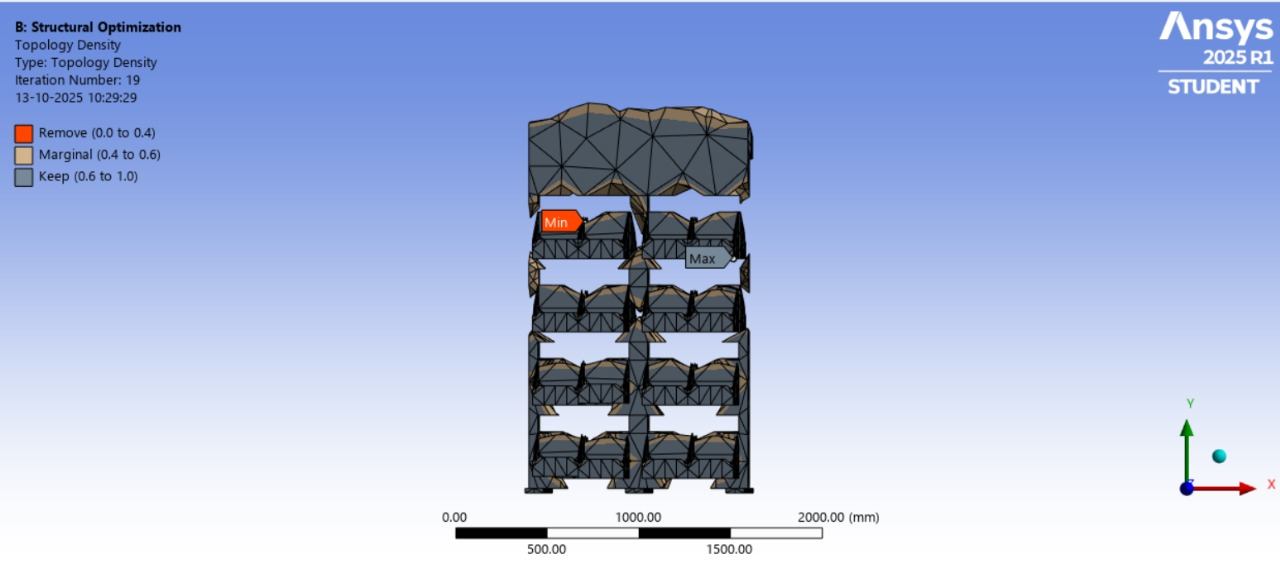 B: Structural Optimization
Topology Density
Type: Topology Density
Iteration Number: 19
13-10-2025 10:29:29
Remove (0.0 to 0.4)
Marginal (0.4 to 0.6)
Keep (0.6 to 1.0)
Ansys
2025 R1
STUDENT
Min
Max
Y
X
Z
0.00 1000.00 2000.00 (mm)
500.00 1500.00